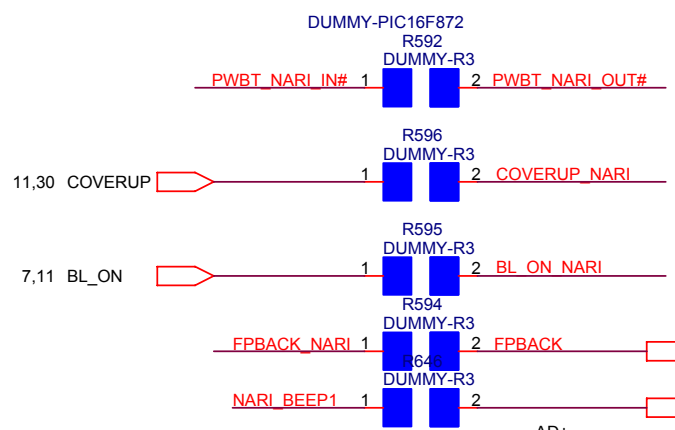 DUMMY-PIC16F872
R592
DUMMY-R3
PWBT_NARI_IN# 1 2 PWBT_NARI_OUT#
R596
DUMMY-R3
11,30 COVERUP 1 2 COVERUP_NARI
R595
DUMMY-R3
7,11 BL_ON 1 2 BL_ON_NARI
R594
DUMMY-R3
FPBACK_NARI 1 2 FPBACK
R646
DUMMY-R3
NARI_BEEP1 1 2
AD+